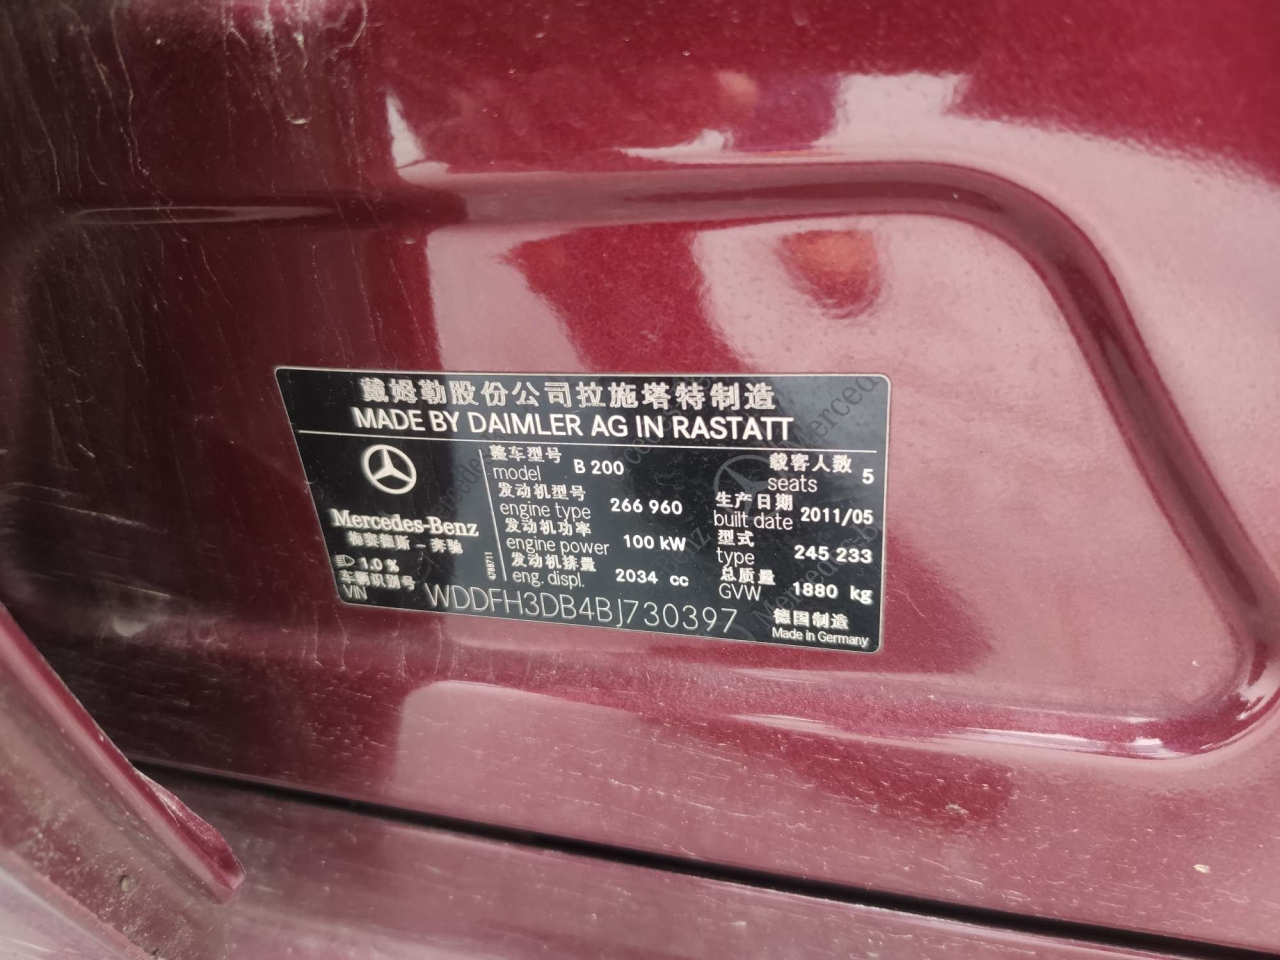 戴姆勒股份公司拉施塔特制造
MADE BY DAIMLER AG IN RASTATT
Mercedes-Benz
梅赛德斯－奔驰
1.0 %
4788711
整车型号
model B 200
载客人数
seats 5
发动机型号
engine type 266 960
生产日期
built date 2011/05
发动机功率
engine power 100 kW
型式
type 245 233
发动机排量
eng. displ. 2034 cc
总质量
GVW 1880 kg
车辆识别号
VIN WDDFH3DB4BJ730397
德国制造
Made in Germany